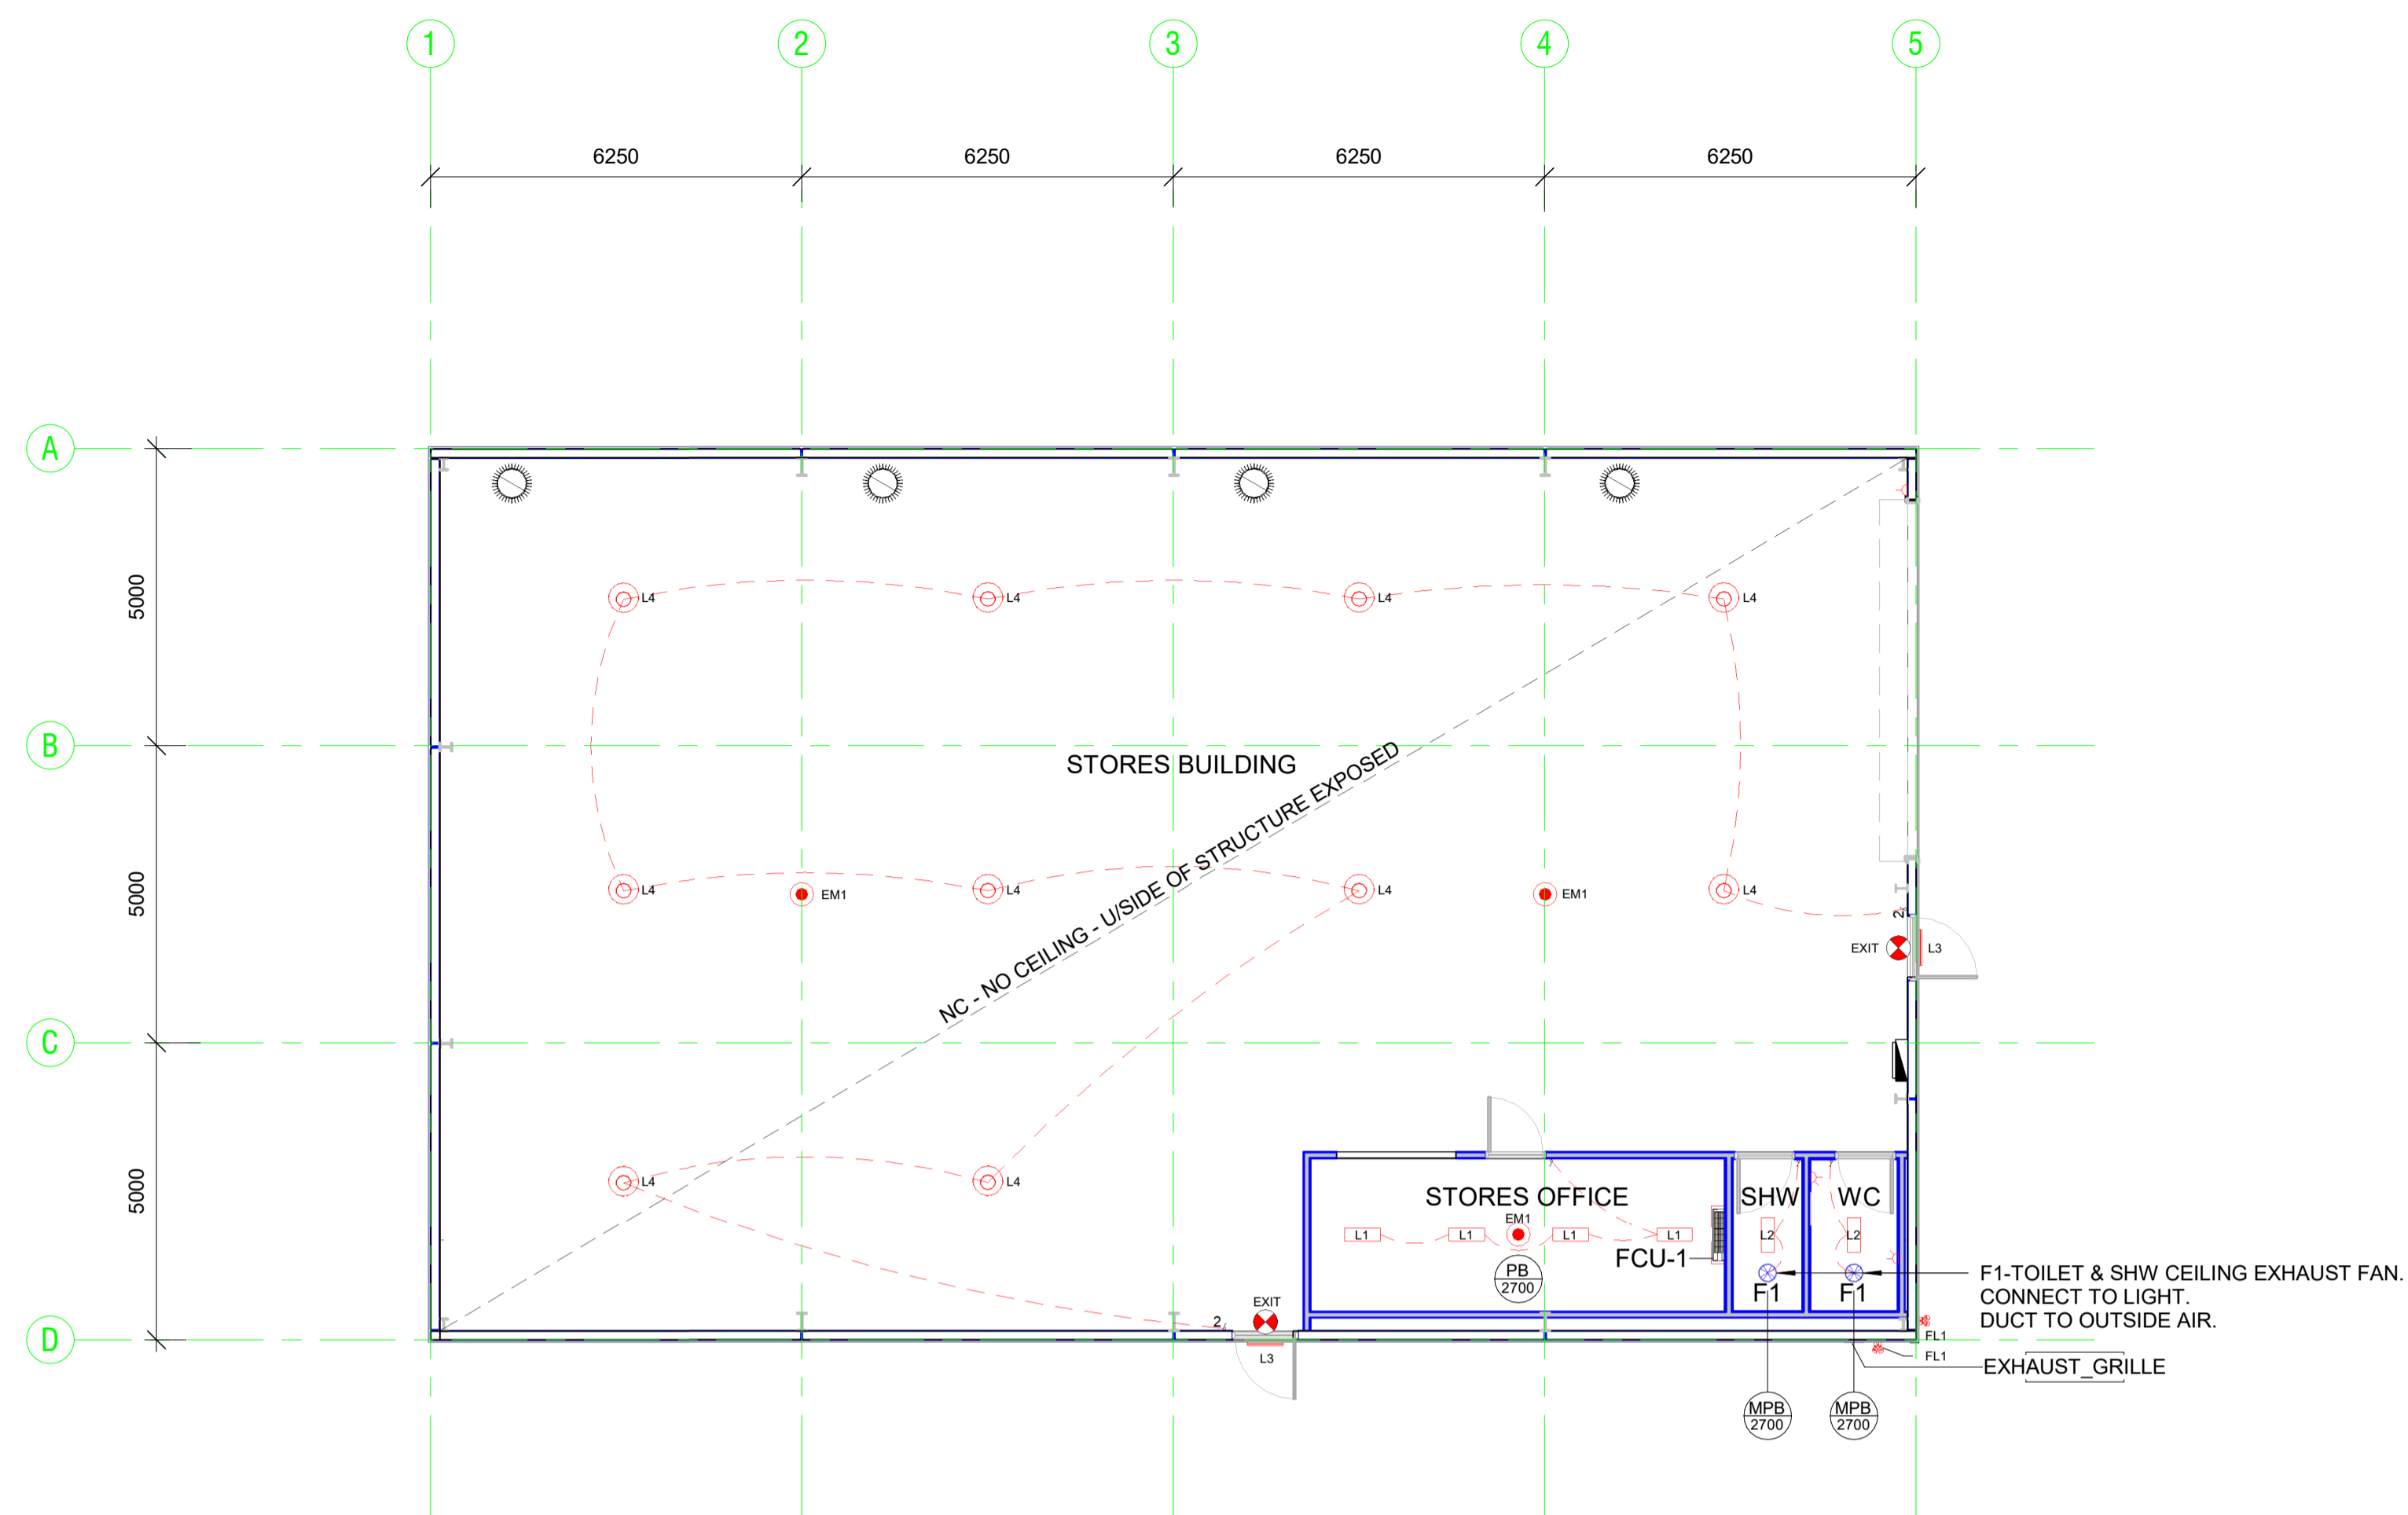 1
2
3
4
5
6250
6250
6250
6250
A
5000
L4
L4
L4
L4
B
STORES BUILDING
NC - NO CEILING - U/SIDE OF STRUCTURE EXPOSED
5000
L4
EM1
L4
L4
EM1
L4
2
EXIT
L3
C
5000
L4
L4
STORES OFFICE
SHW
WC
EM1
L1
L1
L1
L1
L2
L2
FCU-1
PB
2700
F1
F1
F1-TOILET & SHW CEILING EXHAUST FAN.
CONNECT TO LIGHT.
DUCT TO OUTSIDE AIR.
EXIT
2
D
L3
FL1
FL1
EXHAUST_GRILLE
MPB
2700
MPB
2700